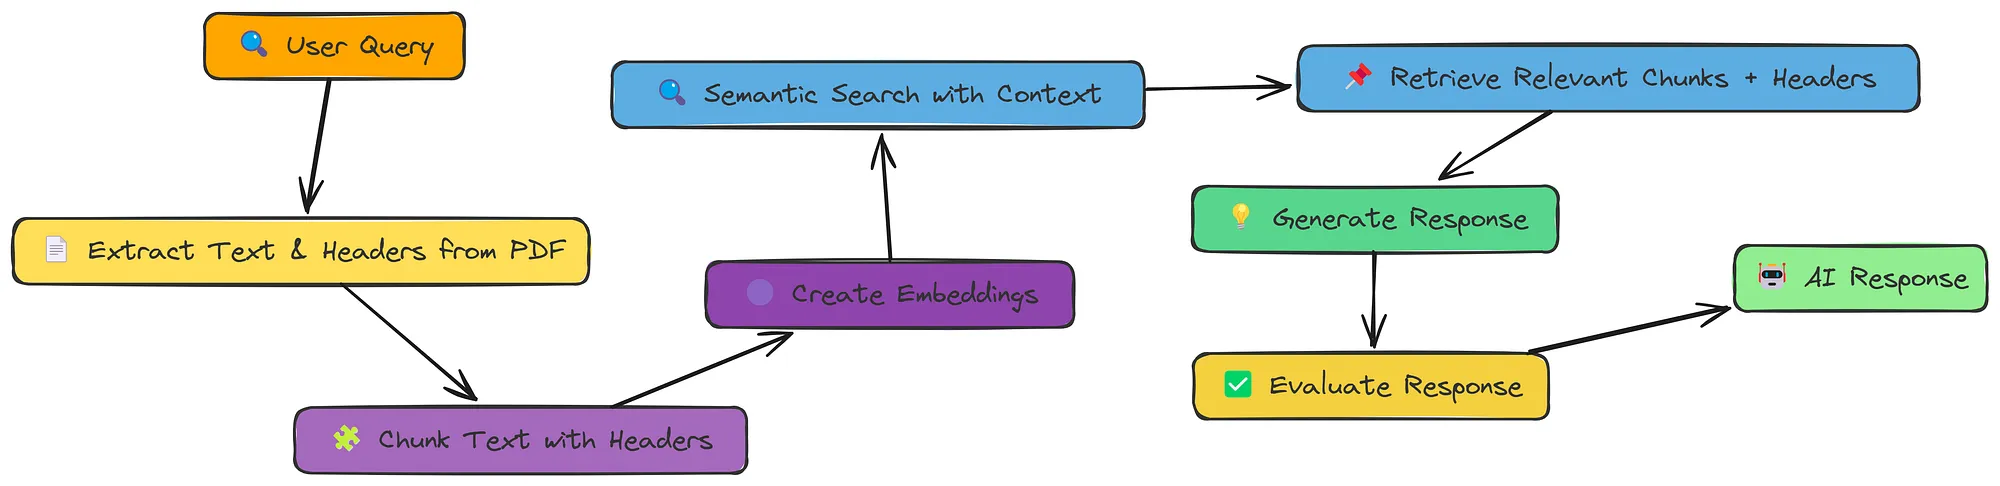 User Query
Extract Text & Headers from PDF
Chunk Text with Headers
Create Embeddings
Semantic Search with Context
Retrieve Relevant Chunks + Headers
Generate Response
Evaluate Response
AI Response